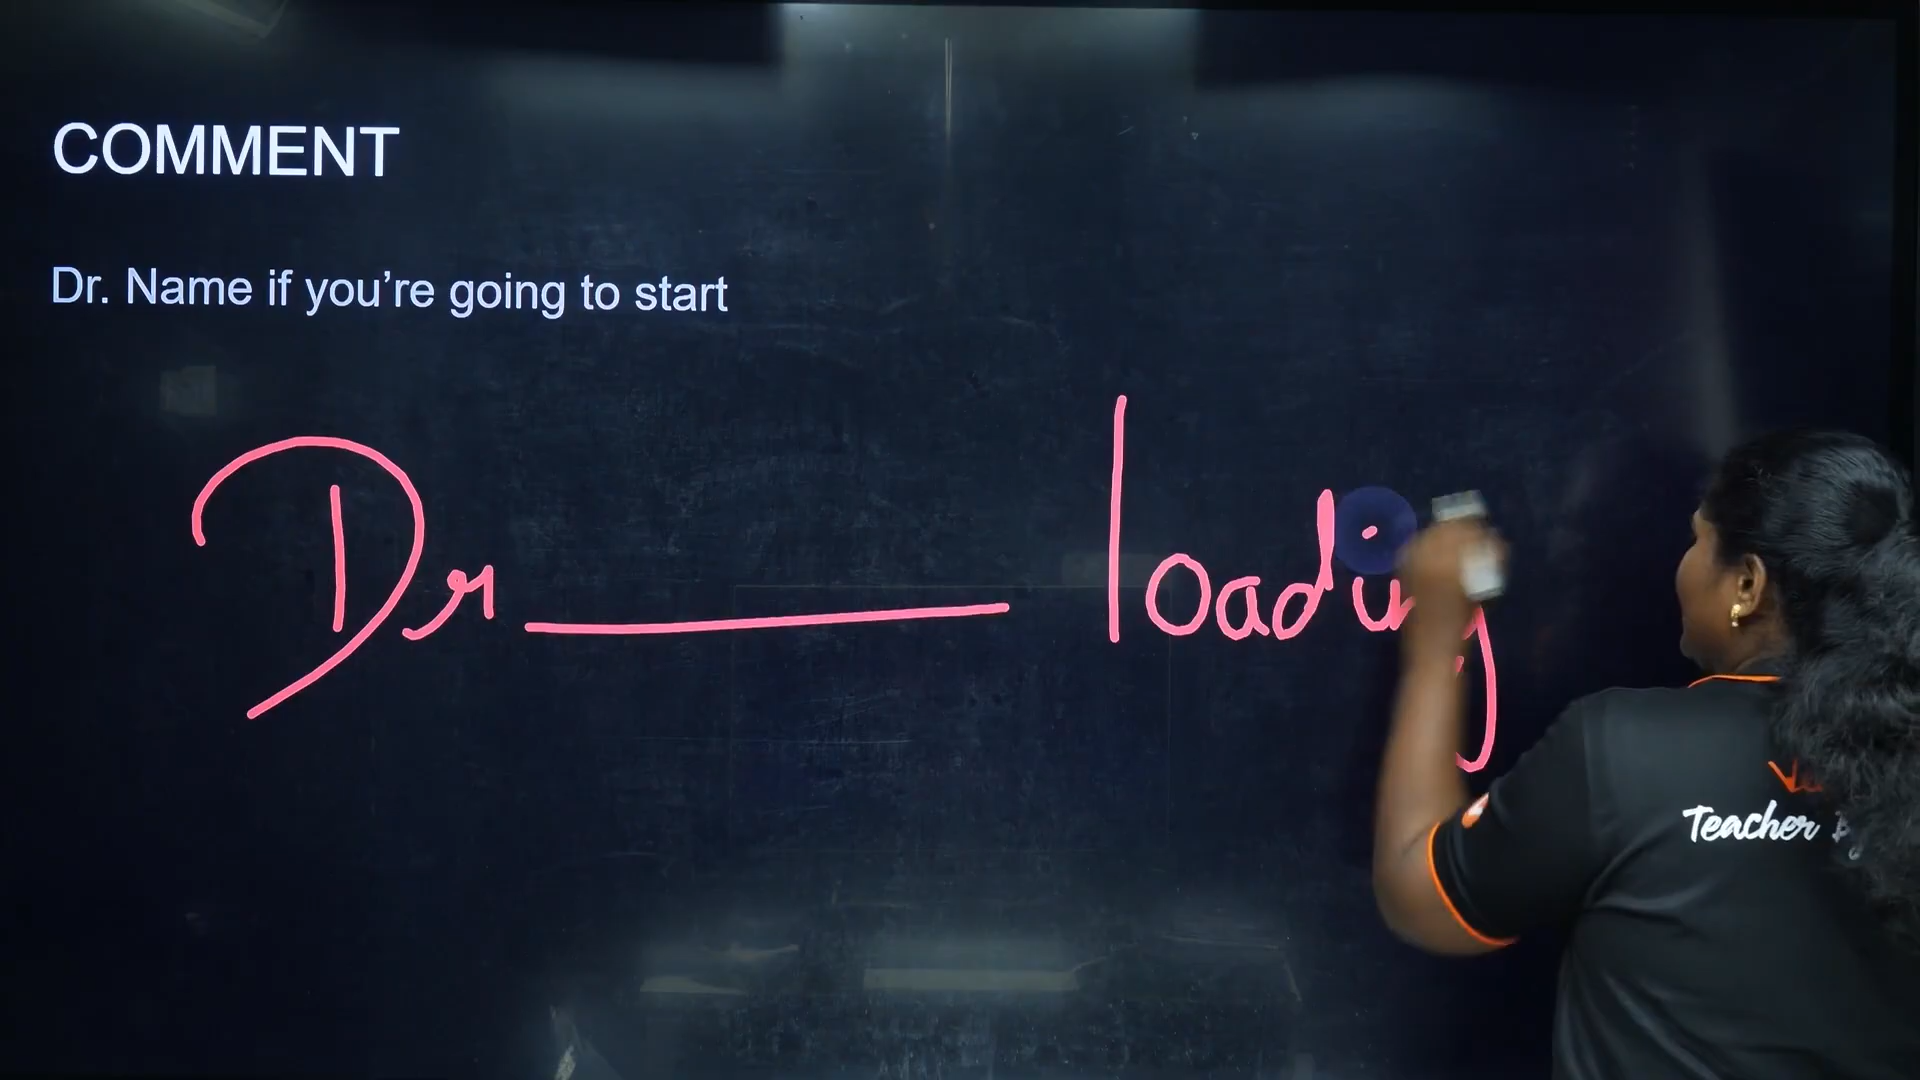 COMMENT
Dr. Name if you’re going to start
Dr ______ loading
Teacher